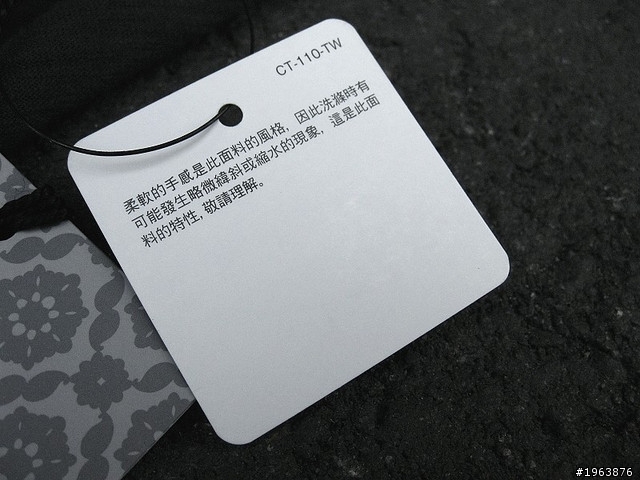 CT-110-TW
柔軟的手感是此面料的風格, 因此洗滌時有
可能發生略微緯斜或縮水的現象, 這是此面
料的特性, 敬請理解。
#1963876